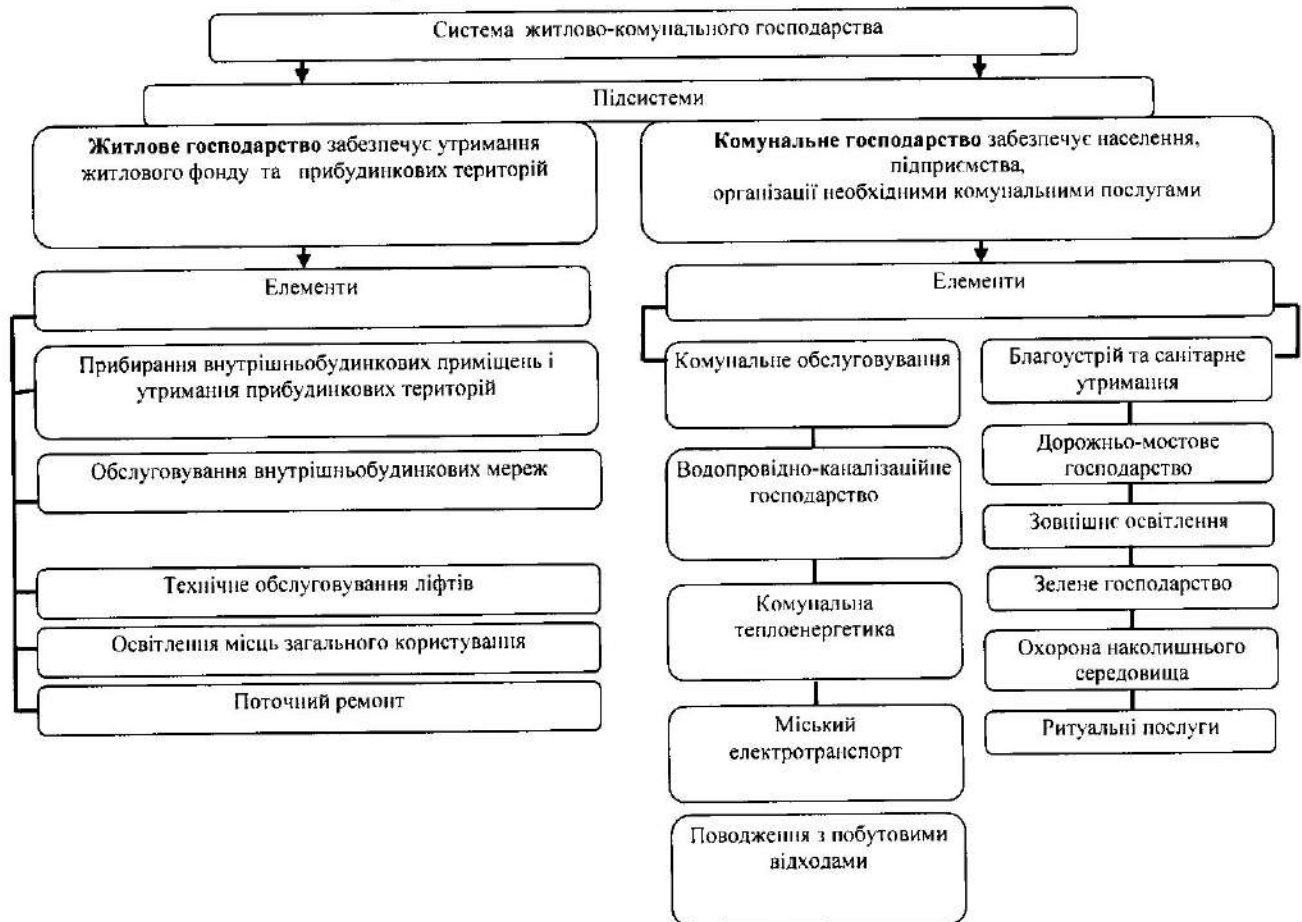 Система житлово-комунального господарства
Підсистеми
Житлове господарство забезпечує утримання
житлового фонду та прибудинкових територій
Комунальне господарство забезпечує населення,
підприємства,
організації необхідними комунальними послугами
Елементи
Прибирання внутрішньобудинкових приміщень і
утримання прибудинкових територій
Обслуговування внутрішньобудинкових мереж
Технічне обслуговування ліфтів
Освітлення місць загального користування
Поточний ремонт
Елементи
Комунальне обслуговування
Водопровідно-каналізаційне
господарство
Комунальна
теплоенергетика
Міський
електротранспорт
Поводження з побутовими
відходами
Благоустрій та санітарне
утримання
Дорожньо-мостове
господарство
Зовнішнє освітлення
Зелене господарство
Охорона наколишнього
середовища
Ритуальні послуги